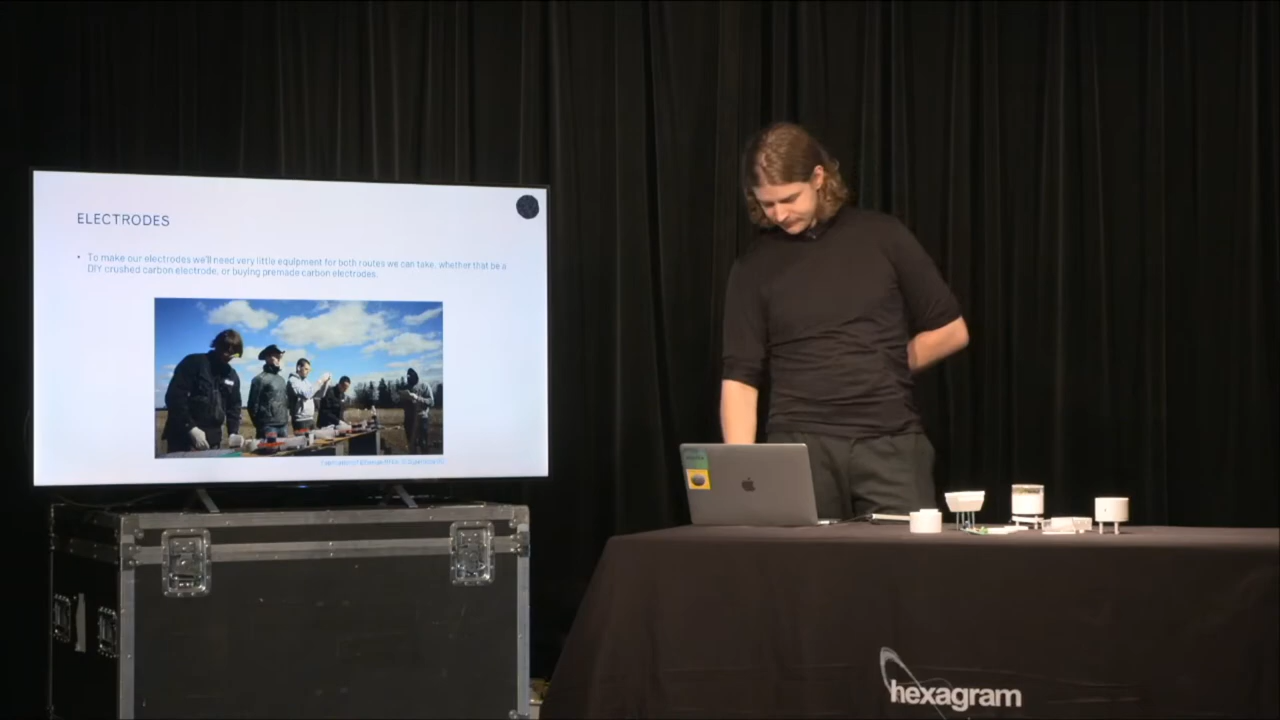 ELECTRODES
• To make our electrodes we'll need very little equipment for both routes we can take, whether that be a
DIY crushed carbon electrode, or buying premade carbon electrodes.
hexagram